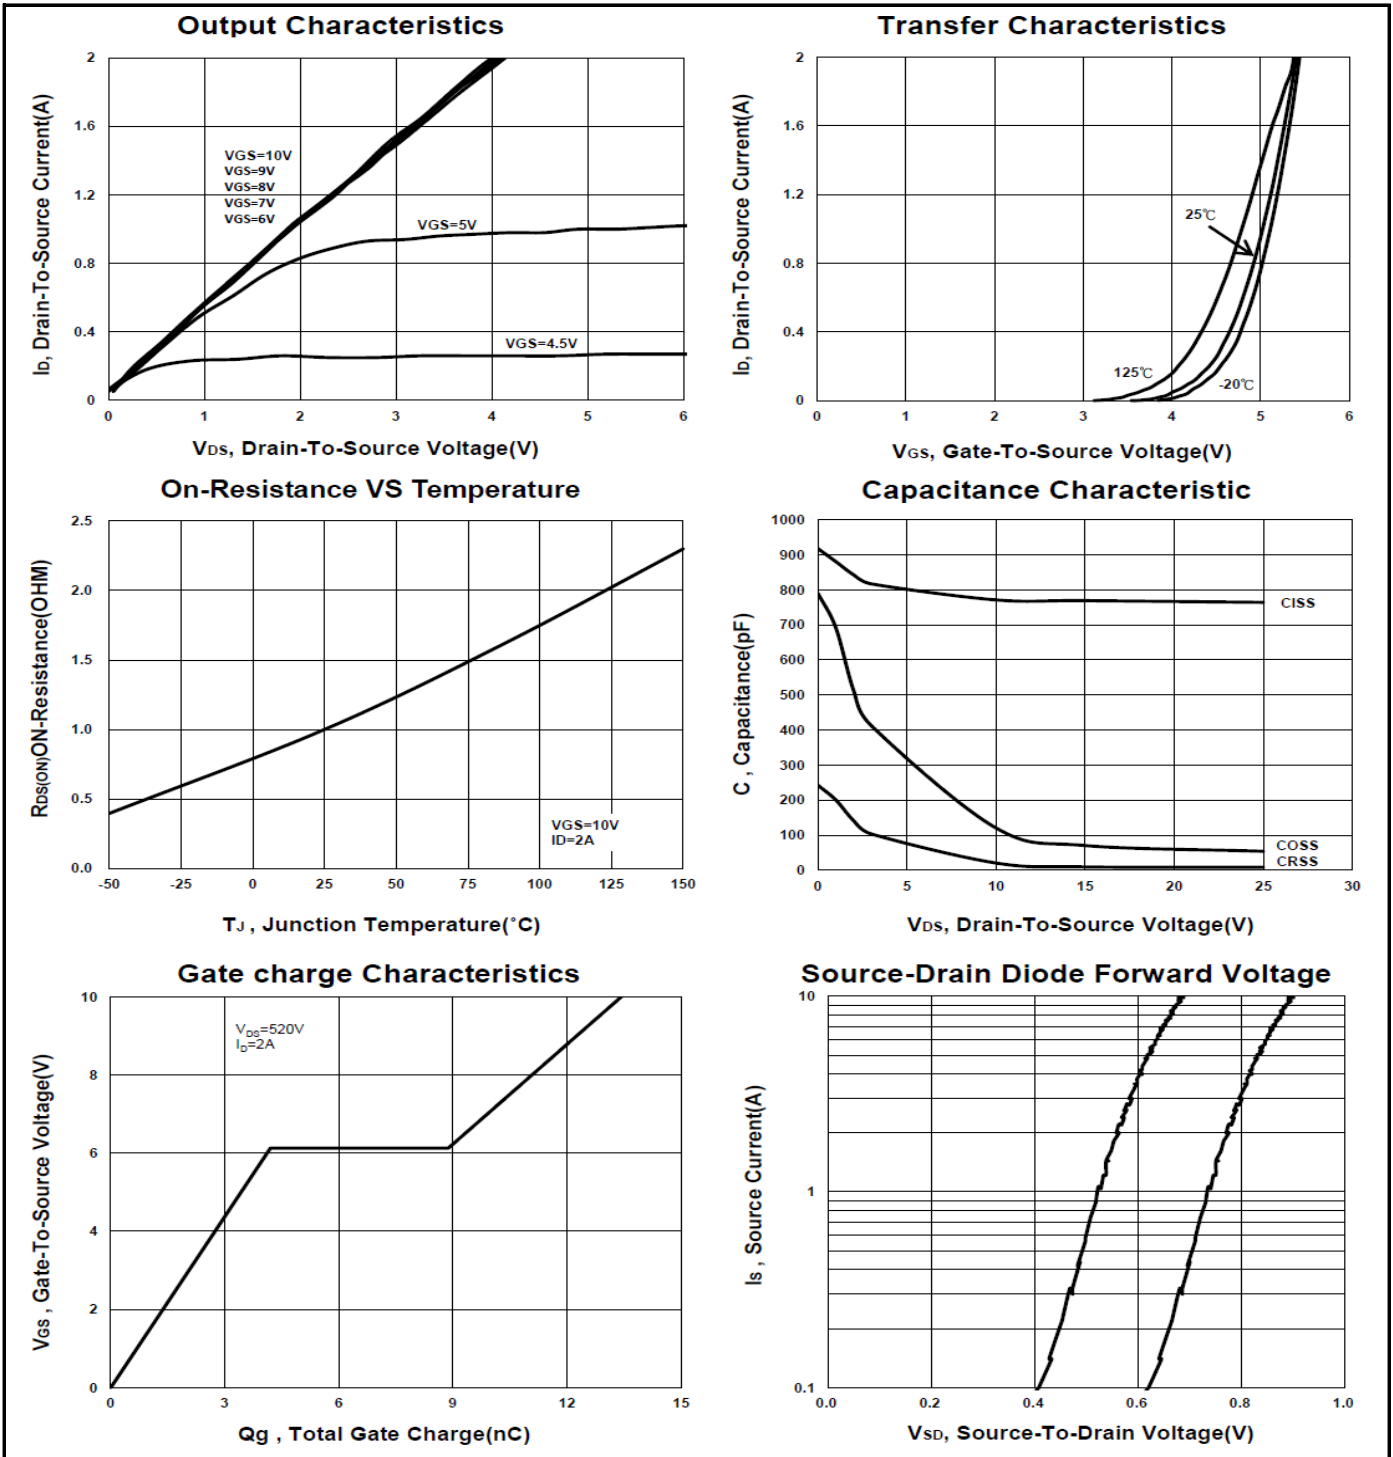 Output Characteristics
ID, Drain-To-Source Current(A)
2
1.6
1.2
0.8
0.4
0
VGS=10V
VGS=9V
VGS=8V
VGS=7V
VGS=6V
VGS=5V
VGS=4.5V
0 1 2 3 4 5 6
VDS, Drain-To-Source Voltage(V)
Transfer Characteristics
ID, Drain-To-Source Current(A)
2
1.6
1.2
0.8
0.4
0
25℃
125℃
-20℃
0 1 2 3 4 5 6
VGS, Gate-To-Source Voltage(V)
On-Resistance VS Temperature
RDS(ON)ON-Resistance(OHM)
2.5
2.0
1.5
1.0
0.5
0.0
VGS=10V
ID=2A
-50 -25 0 25 50 75 100 125 150
TJ , Junction Temperature(°C)
Capacitance Characteristic
C , Capacitance(pF)
1000
900
800
700
600
500
400
300
200
100
0
CISS
COSS
CRSS
0 5 10 15 20 25 30
VDS, Drain-To-Source Voltage(V)
Gate charge Characteristics
VGS , Gate-To-Source Voltage(V)
10
8
6
4
2
0
VDS=520V
ID=2A
0 3 6 9 12 15
Qg , Total Gate Charge(nC)
Source-Drain Diode Forward Voltage
IS , Source Current(A)
10
1
0.1
0.0 0.2 0.4 0.6 0.8 1.0
VSD, Source-To-Drain Voltage(V)